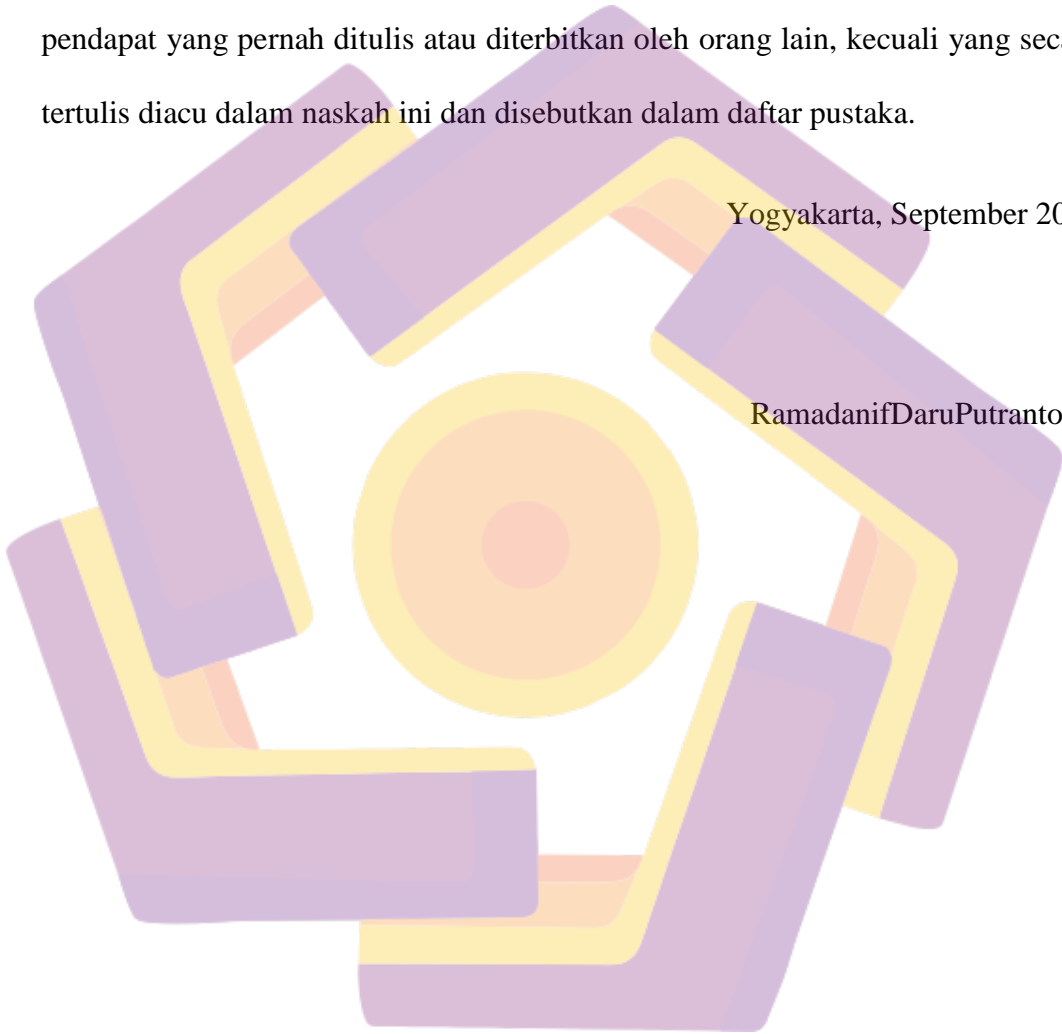 pendapat yang pernah ditulis atau diterbitkan oleh orang lain, kecuali yang sec
tertulis diacu dalam naskah ini dan disebutkan dalam daftar pustaka.
Yogyakarta, September 20
RamadanifDaruPutranto